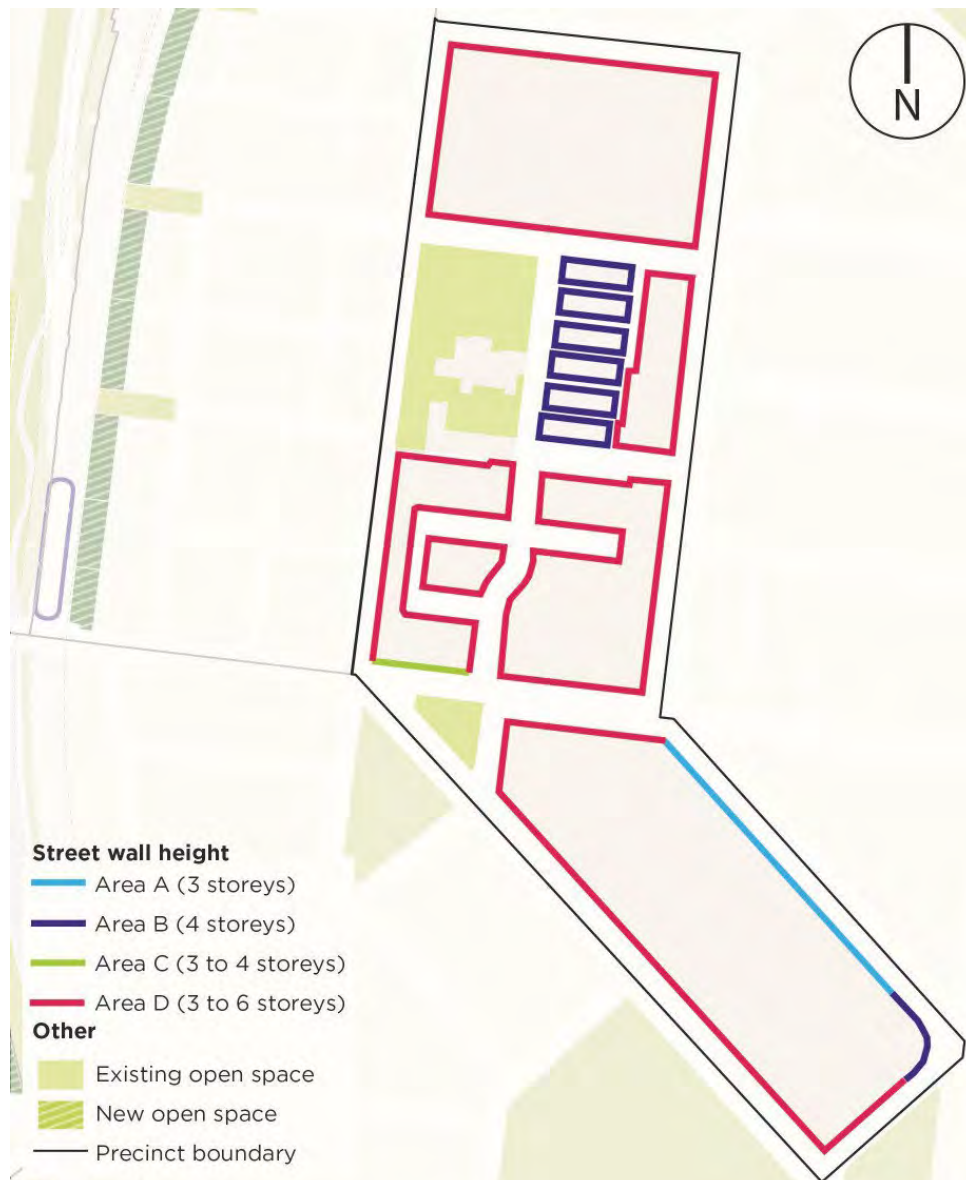 N
Street wall height
Area A (3 storeys)
Area B (4 storeys)
Area C (3 to 4 storeys)
Area D (3 to 6 storeys)
Other
Existing open space
New open space
Precinct boundary